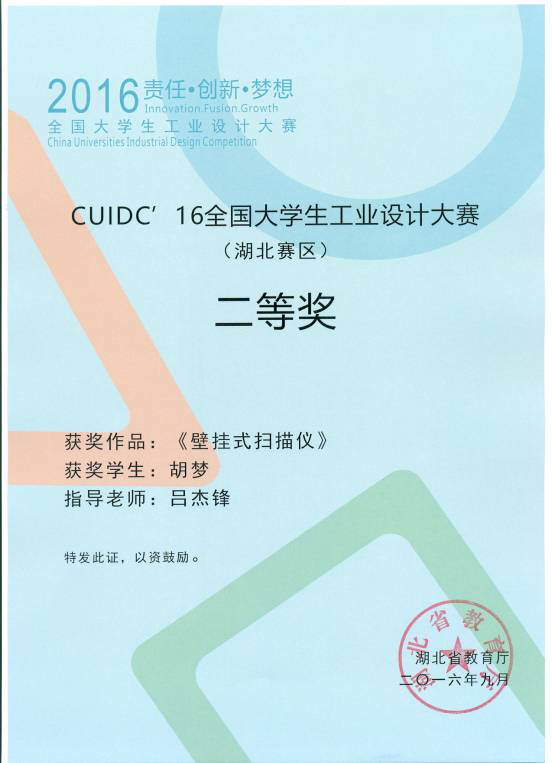 2016 责任·创新·梦想
Innovation.Fusion.Growth
全国大学生工业设计大赛
China Universities Industrial Design Competition
CUIDC' 16全国大学生工业设计大赛
（湖北赛区）
二等奖
获奖作品：《壁挂式扫描仪》
获奖学生：胡梦
指导老师：吕杰锋
特发此证，以资鼓励。
湖北省教育厅
湖北省教育厅
二〇一六年九月